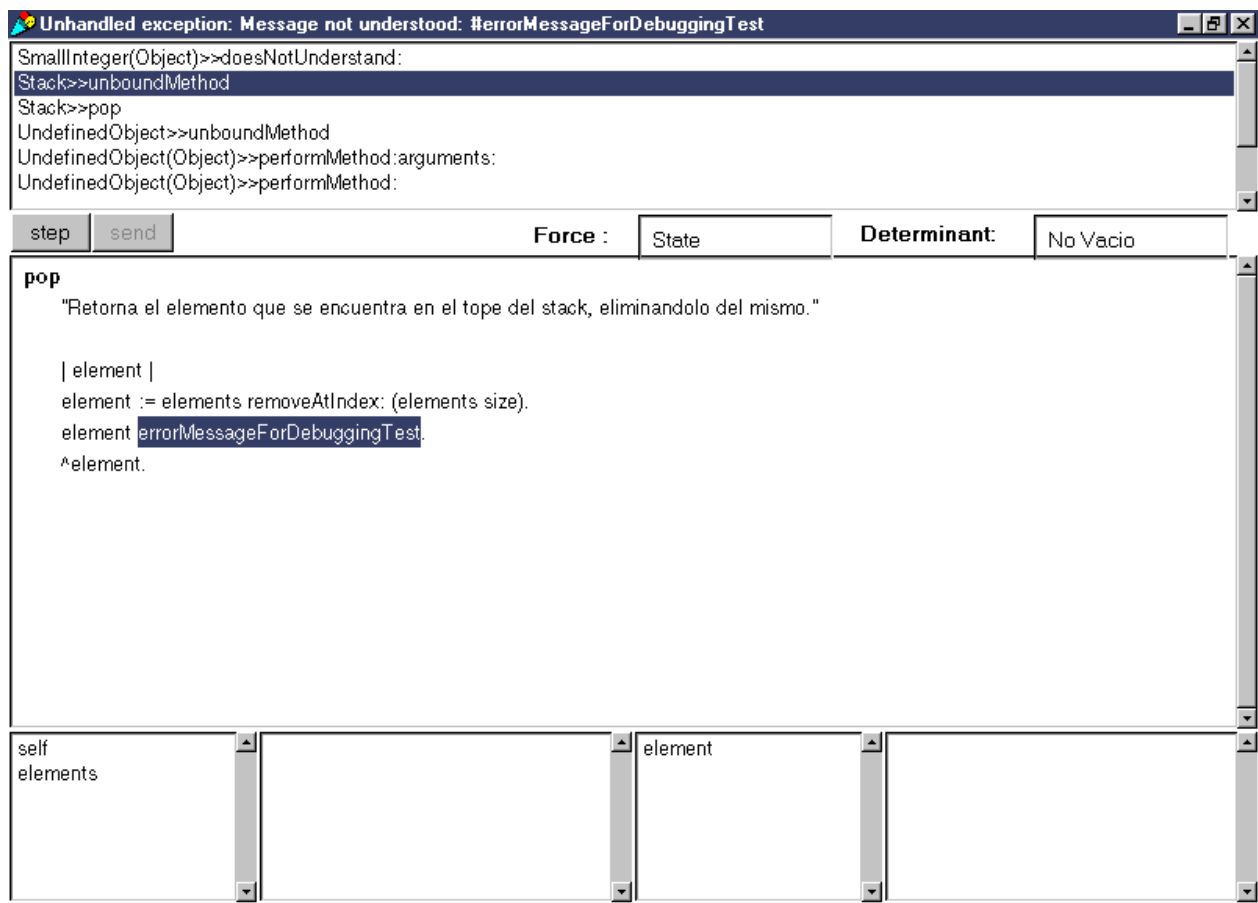 Unhandled exception: Message not understood: #errorMessageForDebuggingTest
SmallInteger(Object)>>doesNotUnderstand:
Stack>>unboundMethod
Stack>>pop
UndefinedObject>>unboundMethod
UndefinedObject(Object)>>performMethod:arguments:
UndefinedObject(Object)>>performMethod:
step send Force : State Determinant: No Vacio
pop
"Retorna el elemento que se encuentra en el tope del stack, eliminandolo del mismo."
| element |
element := elements removeAtIndex: (elements size).
element errorMessageForDebuggingTest.
^element.
self element
elements